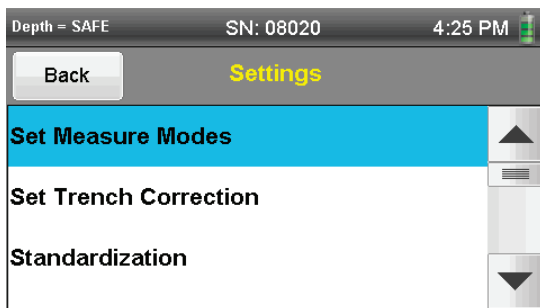 Depth = SAFE SN: 08020 4:25 PM
Back Settings
Set Measure Modes
Set Trench Correction
Standardization